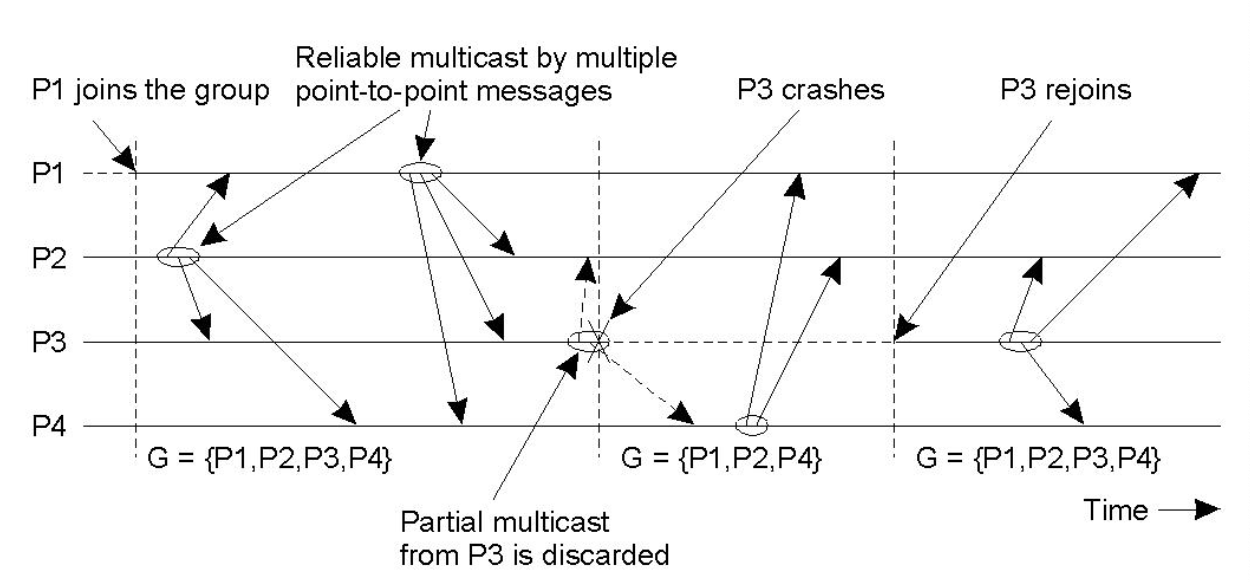 Reliable multicast by multiple
P1 joins the group point-to-point messages P3 crashes P3 rejoins
P1
P2
P3
P4
G = {P1,P2,P3,P4} G = {P1,P2,P4} G = {P1,P2,P3,P4}
Time
Partial multicast
from P3 is discarded